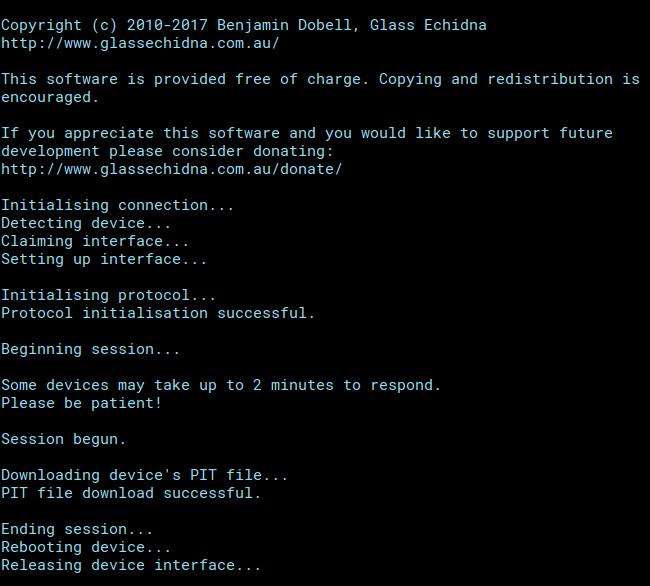 Copyright (c) 2010-2017 Benjamin Dobell, Glass Echidna
http://www.glassechidna.com.au/
This software is provided free of charge. Copying and redistribution is
encouraged.
If you appreciate this software and you would like to support future
development please consider donating:
http://www.glassechidna.com.au/donate/
Initialising connection...
Detecting device...
Claiming interface...
Setting up interface...
Initialising protocol...
Protocol initialisation successful.
Beginning session...
Some devices may take up to 2 minutes to respond.
Please be patient!
Session begun.
Downloading device's PIT file...
PIT file download successful.
Ending session...
Rebooting device...
Releasing device interface...